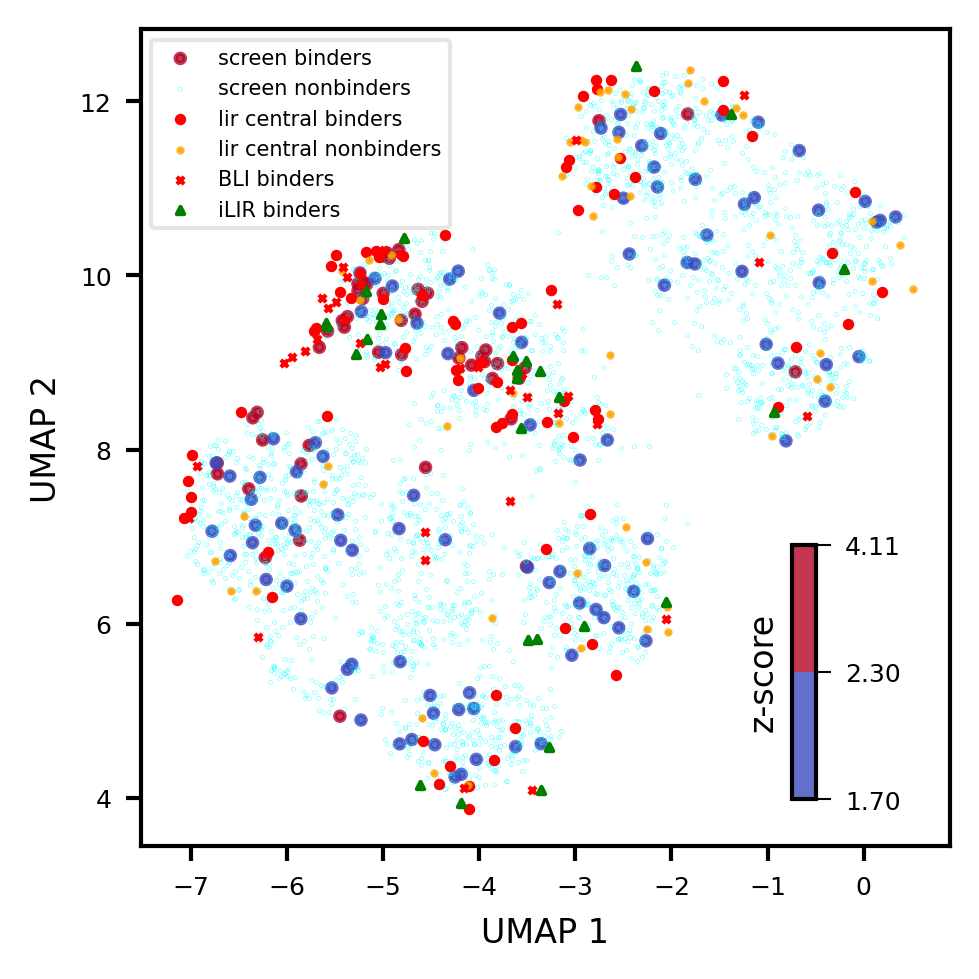 screen binders
screen nonbinders
lir central binders
lir central nonbinders
BLI binders
iLIR binders
12
10
8
6
4
UMAP 2
4.11
2.30
1.70
z-score
−7 −6 −5 −4 −3 −2 −1 0
UMAP 1